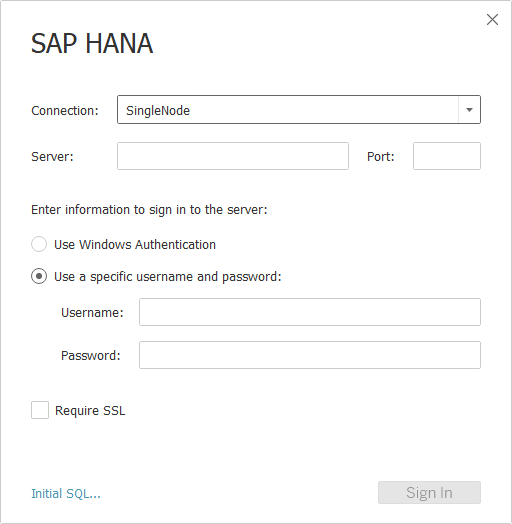 SAP HANA
Connection: SingleNode
Server: Port:
Enter information to sign in to the server:
Use Windows Authentication
Use a specific username and password:
Username:
Password:
Require SSL
Initial SQL... Sign In